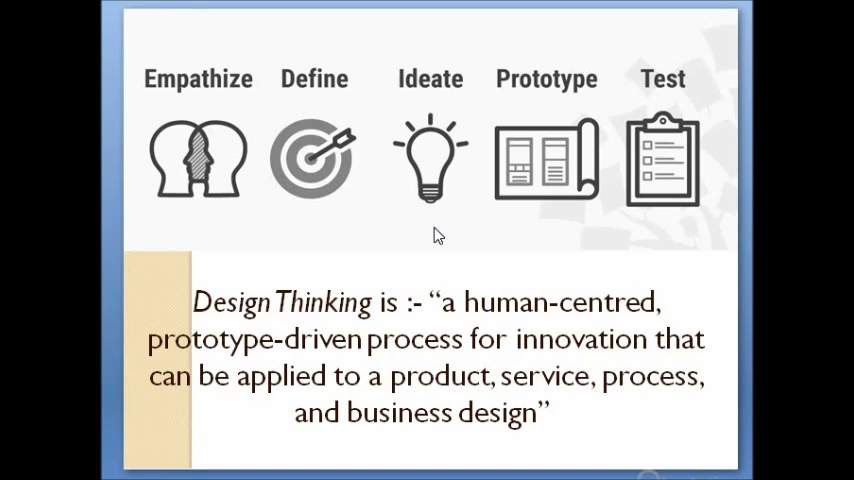 Empathize Define Ideate Prototype Test
Design Thinking is :- “a human-centred,
prototype-driven process for innovation that
can be applied to a product, service, process,
and business design”